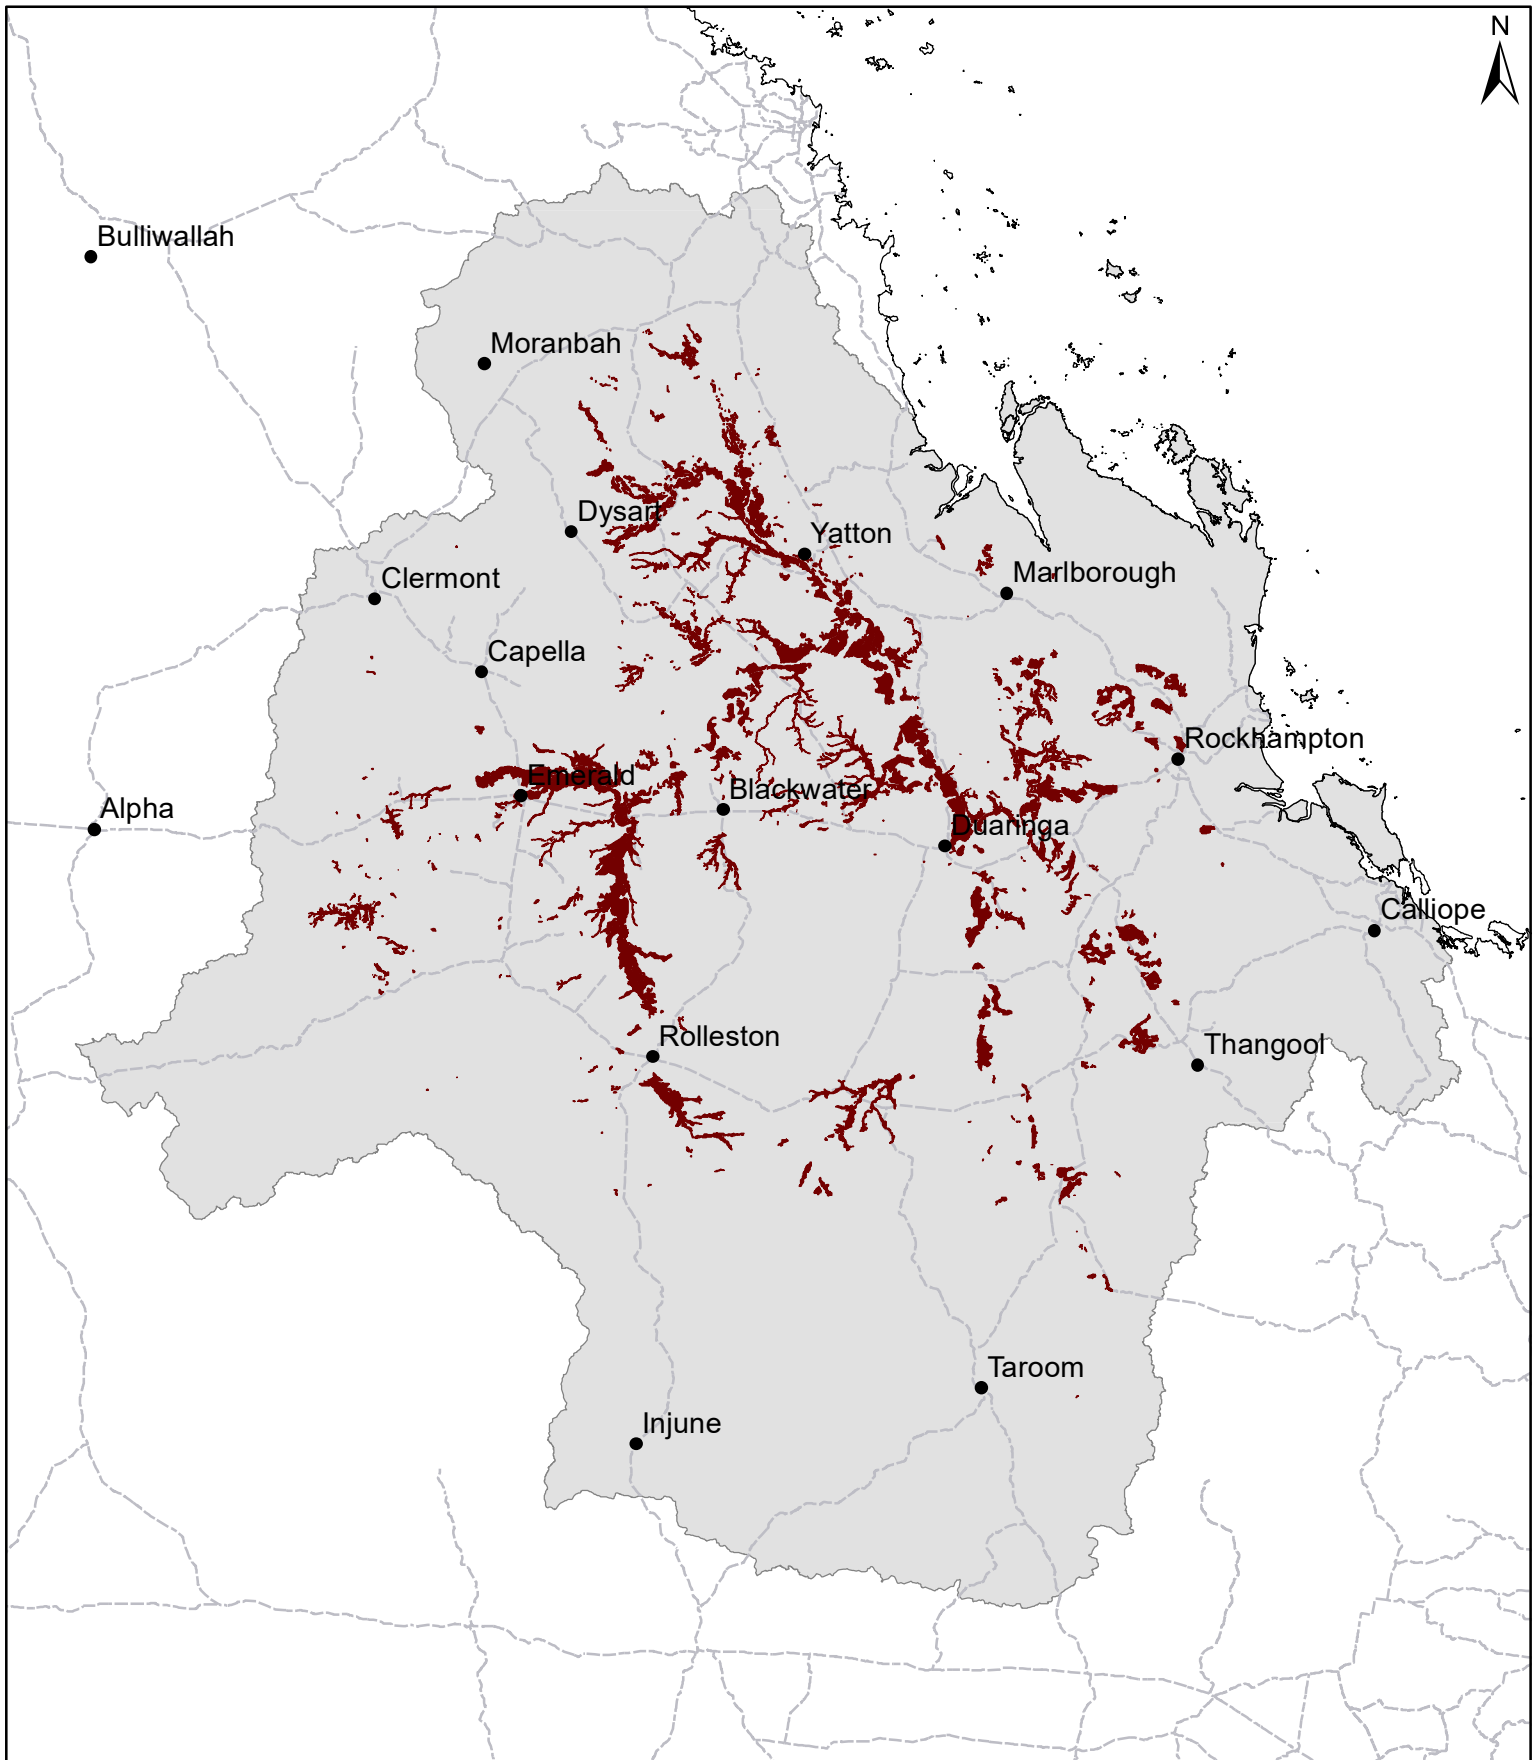 N
Bulliwallah
Moranbah
Dysart
Yatton
Clermont
Marlborough
Capella
Rockhampton
Emerald
Blackwater
Alpha
Duaringa
Calliope
Rolleston
Thangool
Taroom
Injune